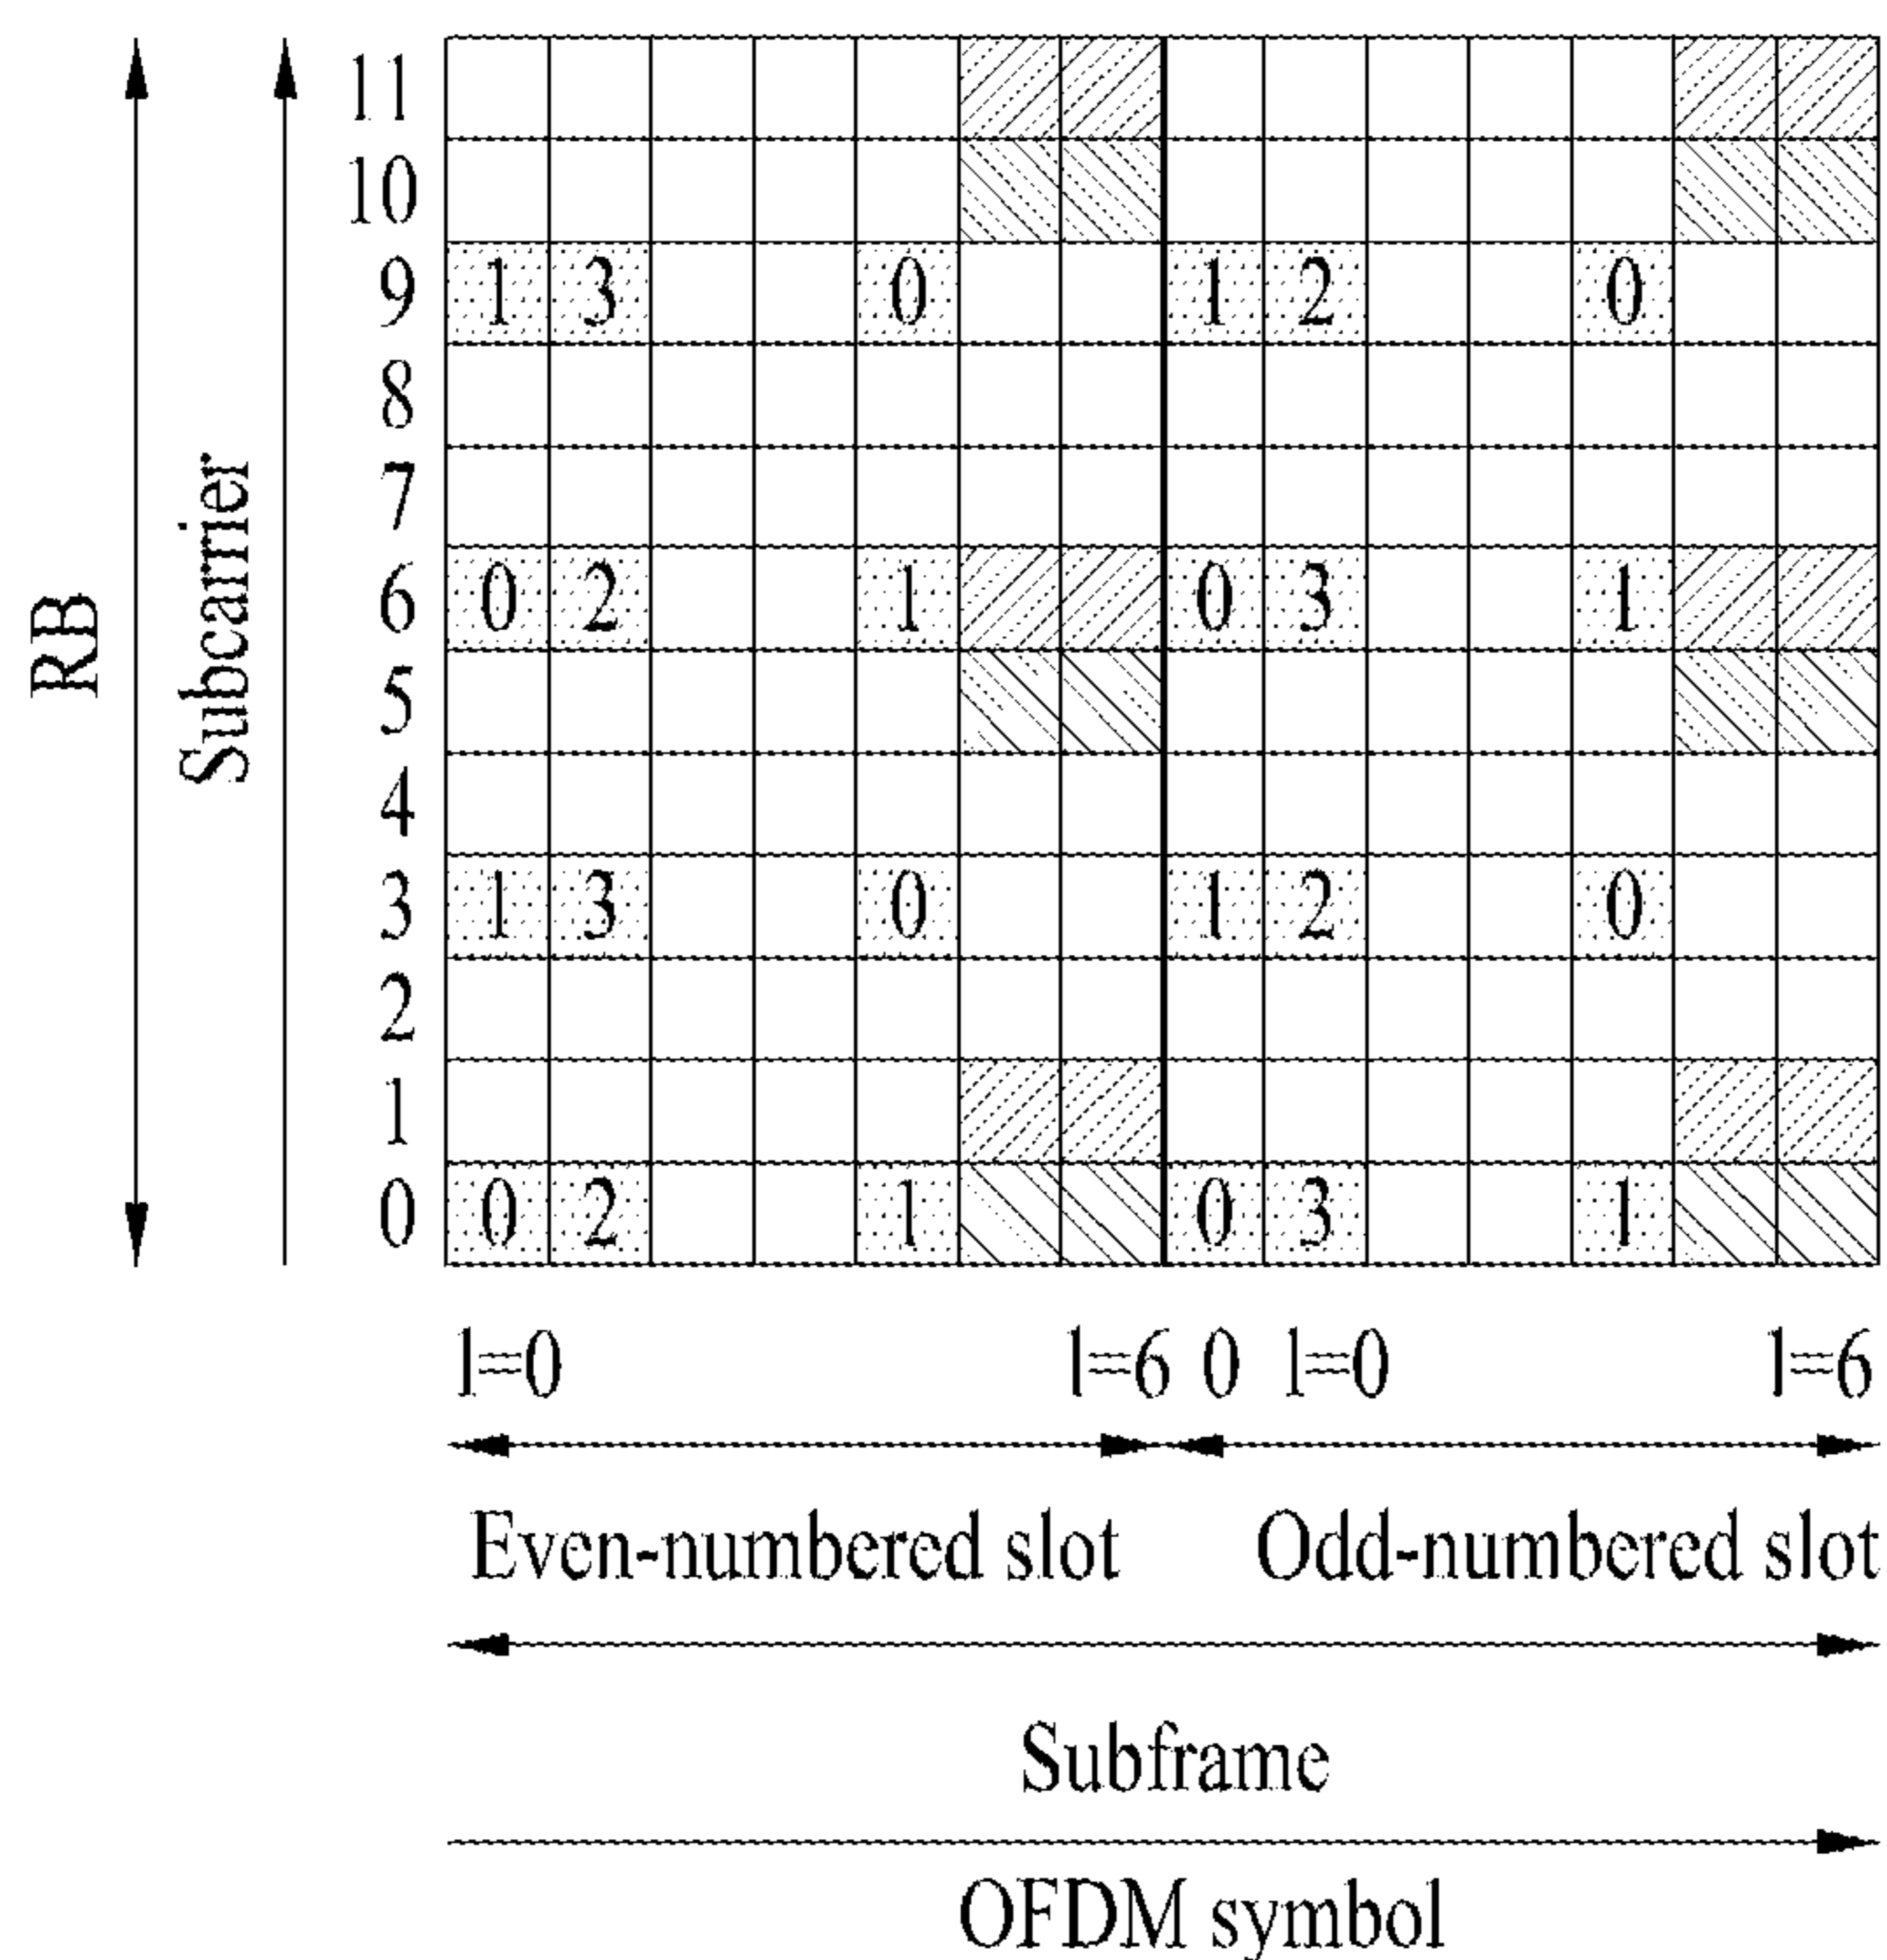 11
10
9 1 3 0 1 2 0
8
7
6 0 2 1 0 3 1
5
4
3 1 3 0 1 2 0
2
1
0 0 2 1 0 3 1
RB
Subcarrier
l=0 l=6 0 l=0 l=6
Even-numbered slot Odd-numbered slot
Subframe
OFDM symbol